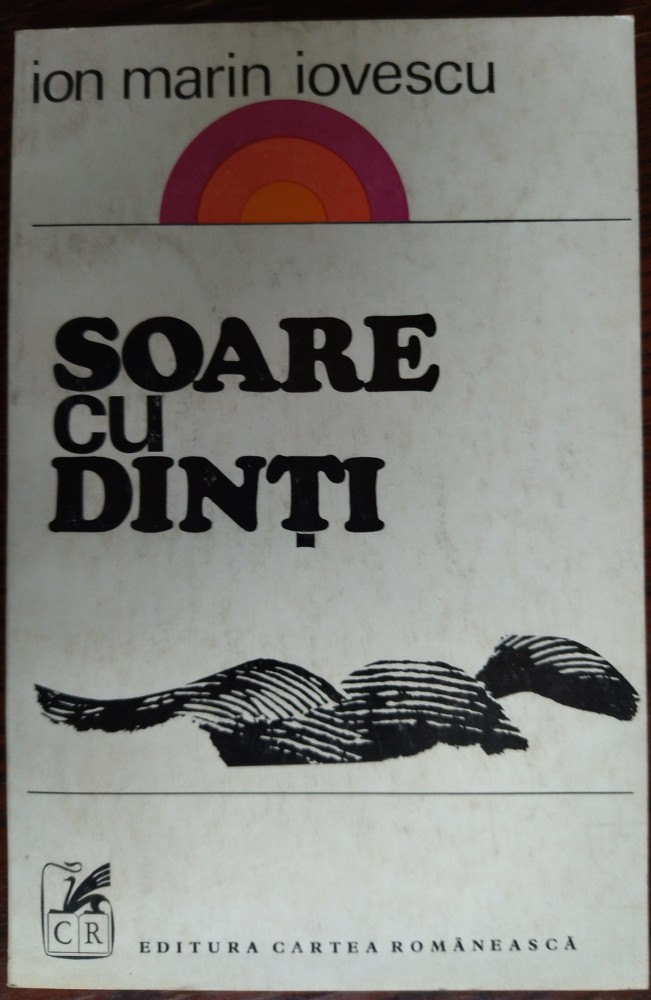 ion marin iovescu
SOARE
cu
DINȚI
CR
EDITURA CARTEA ROMÂNEASCĂ